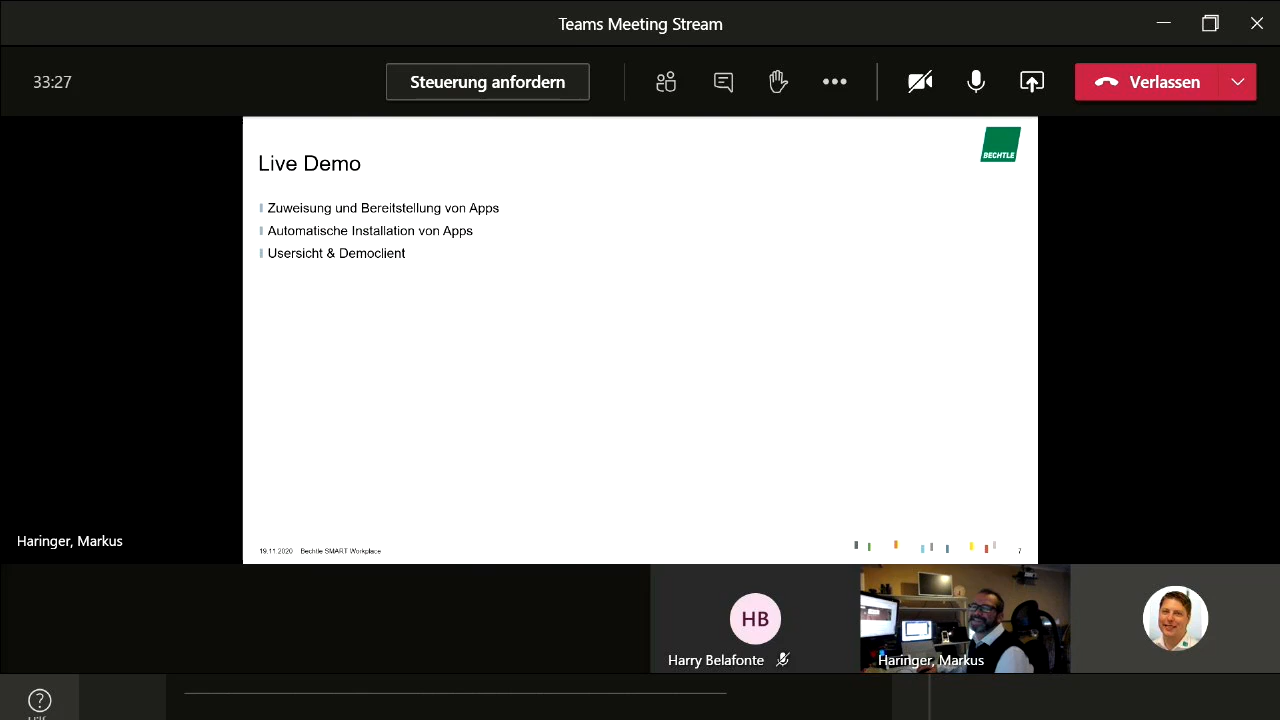 Teams Meeting Stream
33:27
Steuerung anfordern
Verlassen
BECHTLE
Live Demo
Zuweisung und Bereitstellung von Apps
Automatische Installation von Apps
Usersicht & Democlient
Haringer, Markus
19.11.2020 Bechtle SMART Workplace
7
HB
Harry Belafonte
Haringer, Markus
?